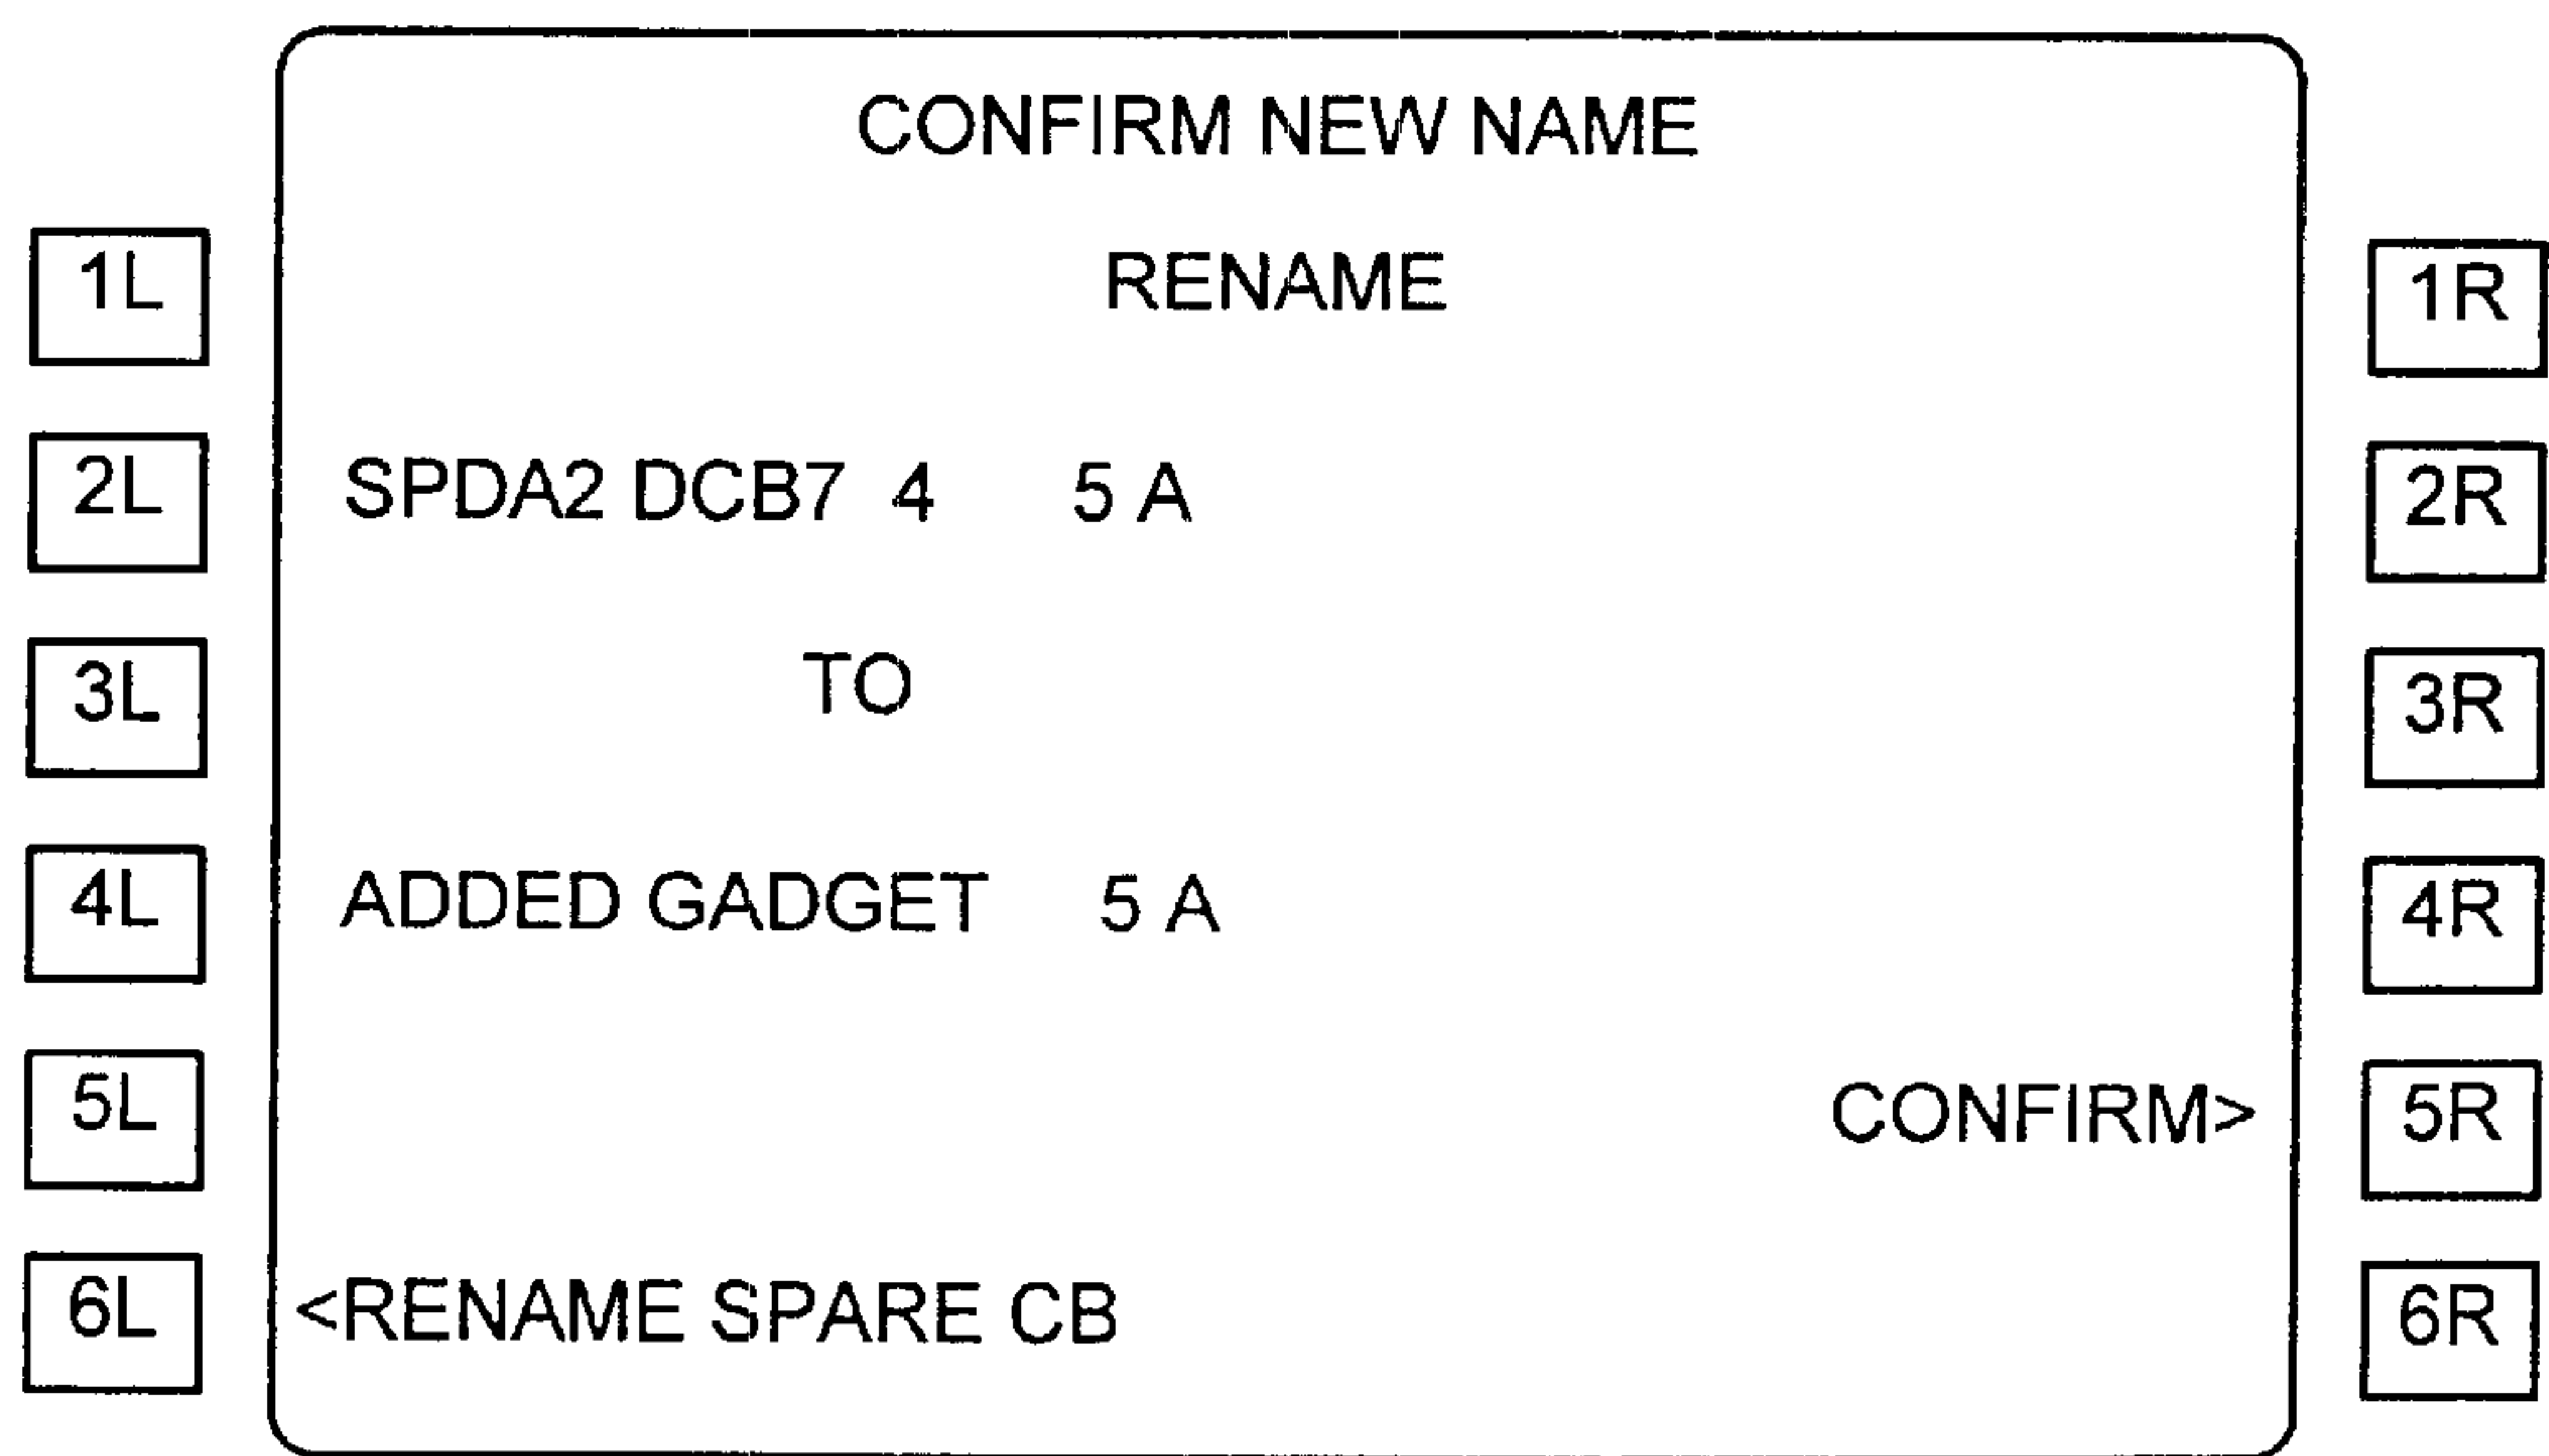 CONFIRM NEW NAME
1L RENAME 1R
2L SPDA2 DCB7 4 5 A 2R
3L TO 3R
4L ADDED GADGET 5 A 4R
5L CONFIRM> 5R
6L <RENAME SPARE CB 6R